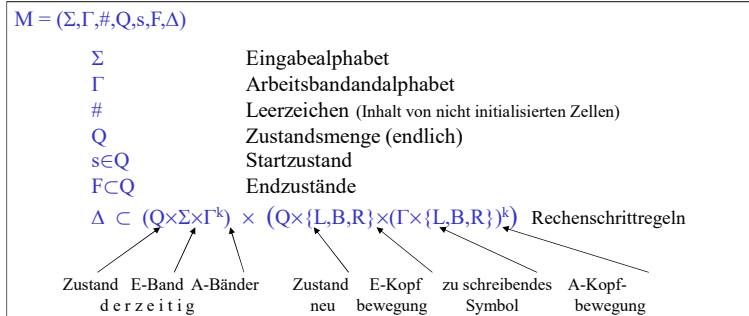 M = (Σ,Γ,#,Q,s,F,Δ)
Σ Eingabealphabet
Γ Arbeitsbandandalphabet
# Leerzeichen (Inhalt von nicht initialisierten Zellen)
Q Zustandsmenge (endlich)
s∈Q Startzustand
F⊂Q Endzustände
Δ ⊂ (Q×Σ×Γᵏ) × (Q×{L,B,R}×(Γ×{L,B,R})ᵏ) Rechenschrittregeln
Zustand E-Band A-Bänder Zustand E-Kopf zu schreibendes A-Kopf-
d e r z e i t i g neu bewegung Symbol bewegung